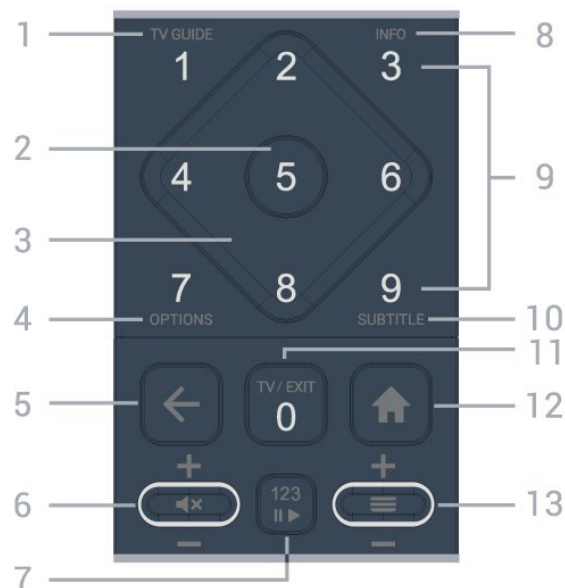 1 TV GUIDE INFO 8
1 2 3
2 9
4 5 6
3
7 8 9
4 OPTIONS SUBTITLE 10
11
TV / EXIT
5 0 12
+ +
6 123 13
− −
7